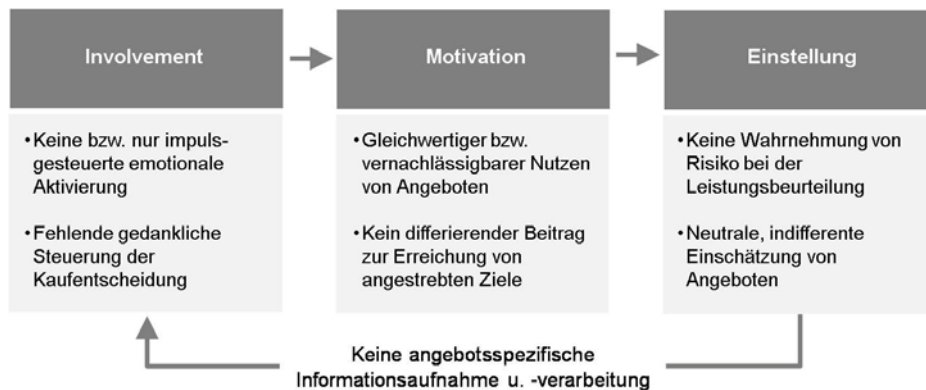 Involvement
Keine bzw. nur impuls-
gesteuerte emotionale
Aktivierung
Fehlende gedankliche
Steuerung der
Kaufentscheidung
Motivation
Gleichwertiger bzw.
vernachlässigbarer Nutzen
von Angeboten
Kein differierender Beitrag
zur Erreichung von
angestrebten Ziele
Einstellung
Keine Wahrnehmung von
Risiko bei der
Leistungsbeurteilung
Neutrale, indifferente
Einschätzung von
Angeboten
Keine angebotsspezifische
Informationsaufnahme u. -verarbeitung